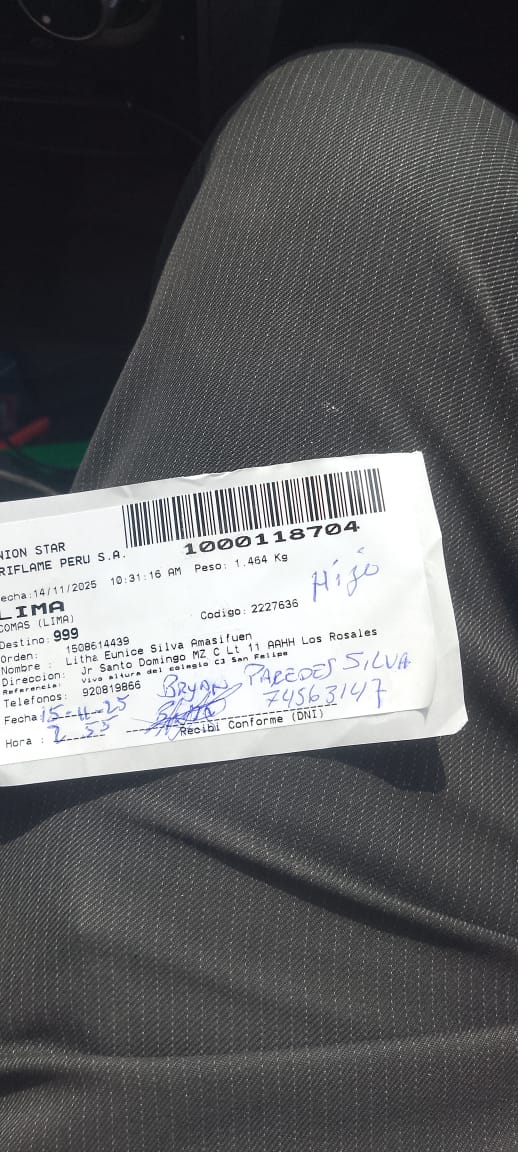 NION STAR
RIFLAME PERU S.A.
1000118704
echa:14/11/2025 10:31:16 AM Peso: 1.464 Kg
Hijo
LIMA
COMAS (LIMA)
Codigo: 2227636
Destino: 999
Orden: 1508614439
Nombre : Litha Eunice Silva Amasifuen
Direccion: Jr Santo Domingo MZ C Lt 11 AAHH Los Rosales
Referencia: Vivo altura del colegio c3 San Felipe
Telefonos: 920819866
BRYAN PAREDES SILVA
74563147
Fecha: 15-11-25
Hora : 2 55
Recibi Conforme (DNI)